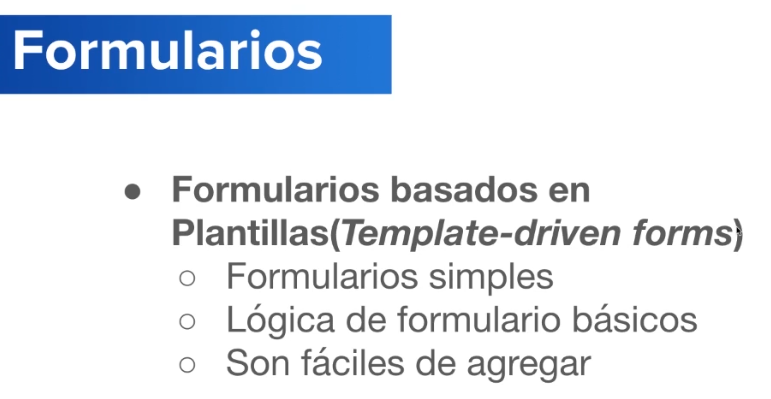 Formularios
● Formularios basados en
Plantillas(Template-driven forms)
○ Formularios simples
○ Lógica de formulario básicos
○ Son fáciles de agregar